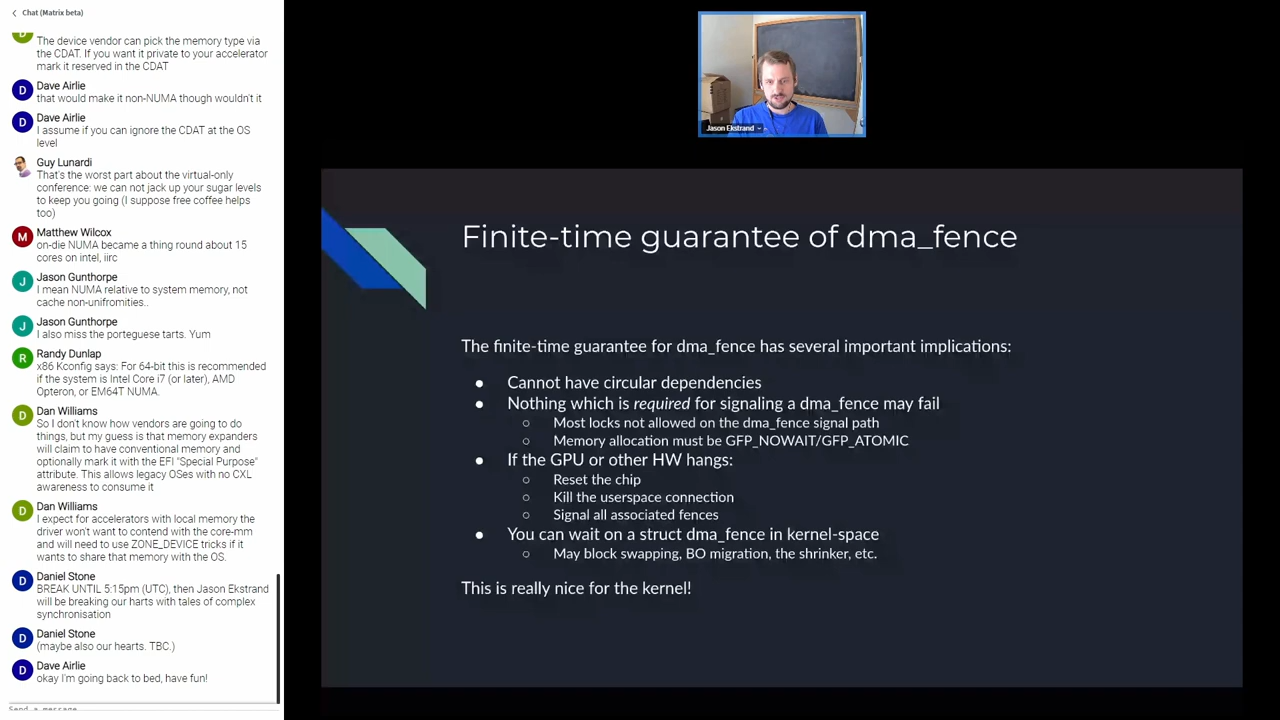 Chat (Matrix beta)
D
The device vendor can pick the memory type via
the CDAT. If you want it private to your accelerator
mark it reserved in the CDAT
D
Dave Airlie
that would make it non-NUMA though wouldn't it
D
Dave Airlie
I assume if you can ignore the CDAT at the OS
level
Guy Lunardi
That's the worst part about the virtual-only
conference: we can not jack up your sugar levels
to keep you going (I suppose free coffee helps
too)
M
Matthew Wilcox
on-die NUMA became a thing round about 15
cores on intel, iirc
J
Jason Gunthorpe
I mean NUMA relative to system memory, not
cache non-unifromities..
J
Jason Gunthorpe
I also miss the porteguese tarts. Yum
R
Randy Dunlap
x86 Kconfig says: For 64-bit this is recommended
if the system is Intel Core i7 (or later), AMD
Opteron, or EM64T NUMA.
D
Dan Williams
So I don't know how vendors are going to do
things, but my guess is that memory expanders
will claim to have conventional memory and
optionally mark it with the EFI "Special Purpose"
attribute. This allows legacy OSes with no CXL
awareness to consume it
D
Dan Williams
I expect for accelerators with local memory the
driver won't want to contend with the core-mm
and will need to use ZONE_DEVICE tricks if it
wants to share that memory with the OS.
D
Daniel Stone
BREAK UNTIL 5:15pm (UTC), then Jason Ekstrand
will be breaking our harts with tales of complex
synchronisation
D
Daniel Stone
(maybe also our hearts. TBC.)
D
Dave Airlie
okay I'm going back to bed, have fun!
Send a message
Jason Ekstrand
Finite-time guarantee of dma_fence
The finite-time guarantee for dma_fence has several important implications:
● Cannot have circular dependencies
● Nothing which is required for signaling a dma_fence may fail
○ Most locks not allowed on the dma_fence signal path
○ Memory allocation must be GFP_NOWAIT/GFP_ATOMIC
● If the GPU or other HW hangs:
○ Reset the chip
○ Kill the userspace connection
○ Signal all associated fences
● You can wait on a struct dma_fence in kernel-space
○ May block swapping, BO migration, the shrinker, etc.
This is really nice for the kernel!